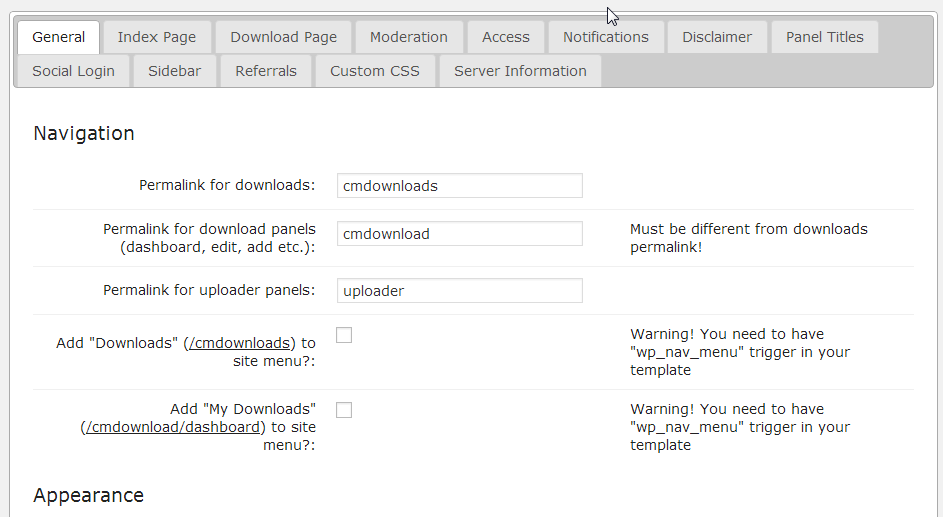 General Index Page Download Page Moderation Access Notifications Disclaimer Panel Titles
Social Login Sidebar Referrals Custom CSS Server Information
Navigation
Permalink for downloads: cmdownloads
Permalink for download panels
(dashboard, edit, add etc.):
cmdownload
Must be different from downloads
permalink!
Permalink for uploader panels: uploader
Add "Downloads" (/cmdownloads) to
site menu?:
Warning! You need to have
"wp_nav_menu" trigger in your
template
Add "My Downloads"
(/cmdownload/dashboard) to site
menu?:
Warning! You need to have
"wp_nav_menu" trigger in your
template
Appearance